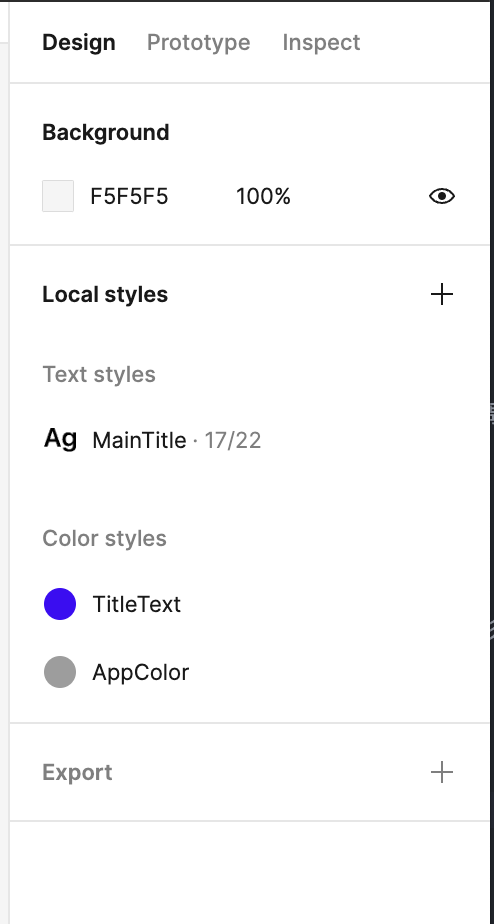 Design Prototype Inspect
Background
F5F5F5 100%
Local styles
Text styles
Ag MainTitle · 17/22
Color styles
TitleText
AppColor
Export